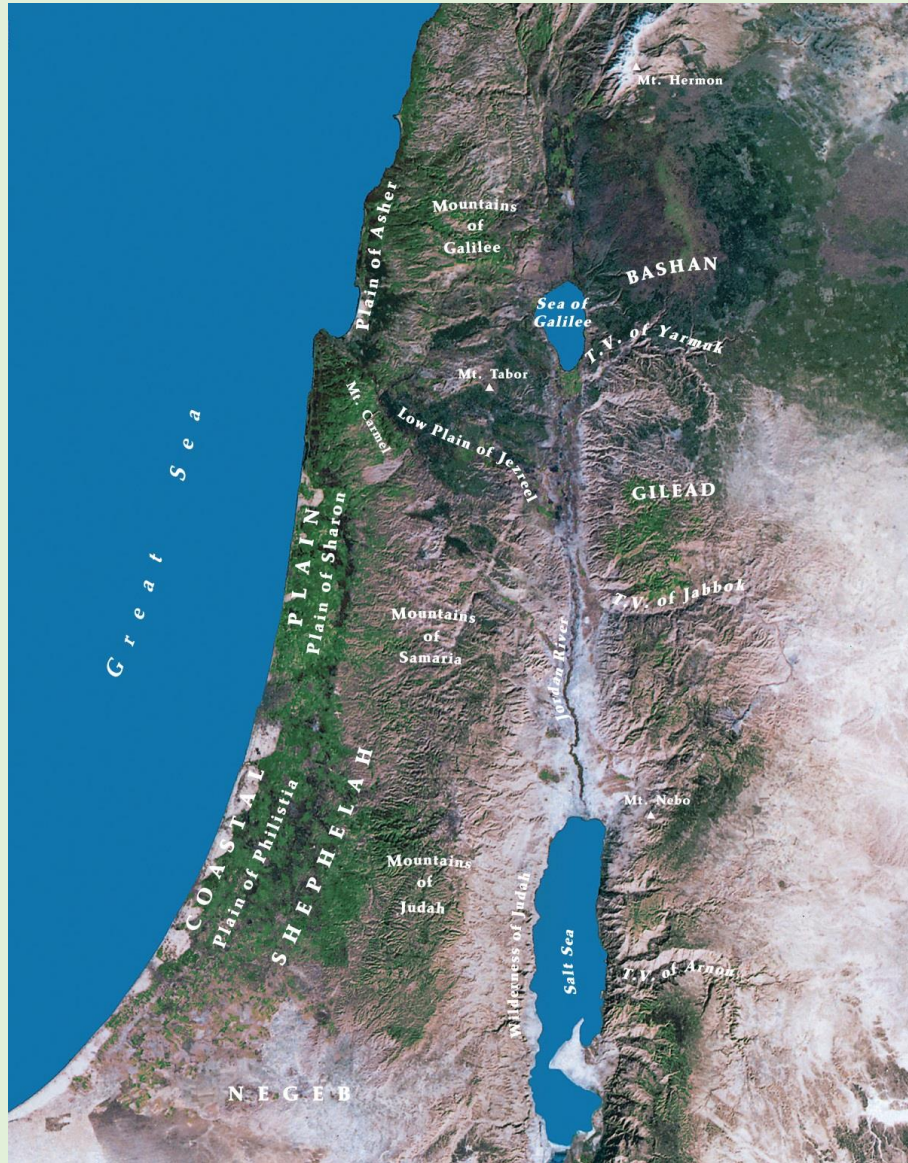 Mt. Hermon
Plain of Asher
Mountains
of
Galilee
BASHAN
Sea of
Galilee
T.V. of Yarmuk
Mt. Tabor
Mt. Carmel
Low Plain of Jezreel
Great Sea
GILEAD
COASTAL PLAIN
Plain of Sharon
T.V. of Jabbok
Mountains
of
Samaria
Jordan River
Mt. Nebo
Plain of Philistia
SHEPHELAH
Mountains
of
Judah
Wilderness of Judah
Salt Sea
T.V. of Arnon
NEGEB